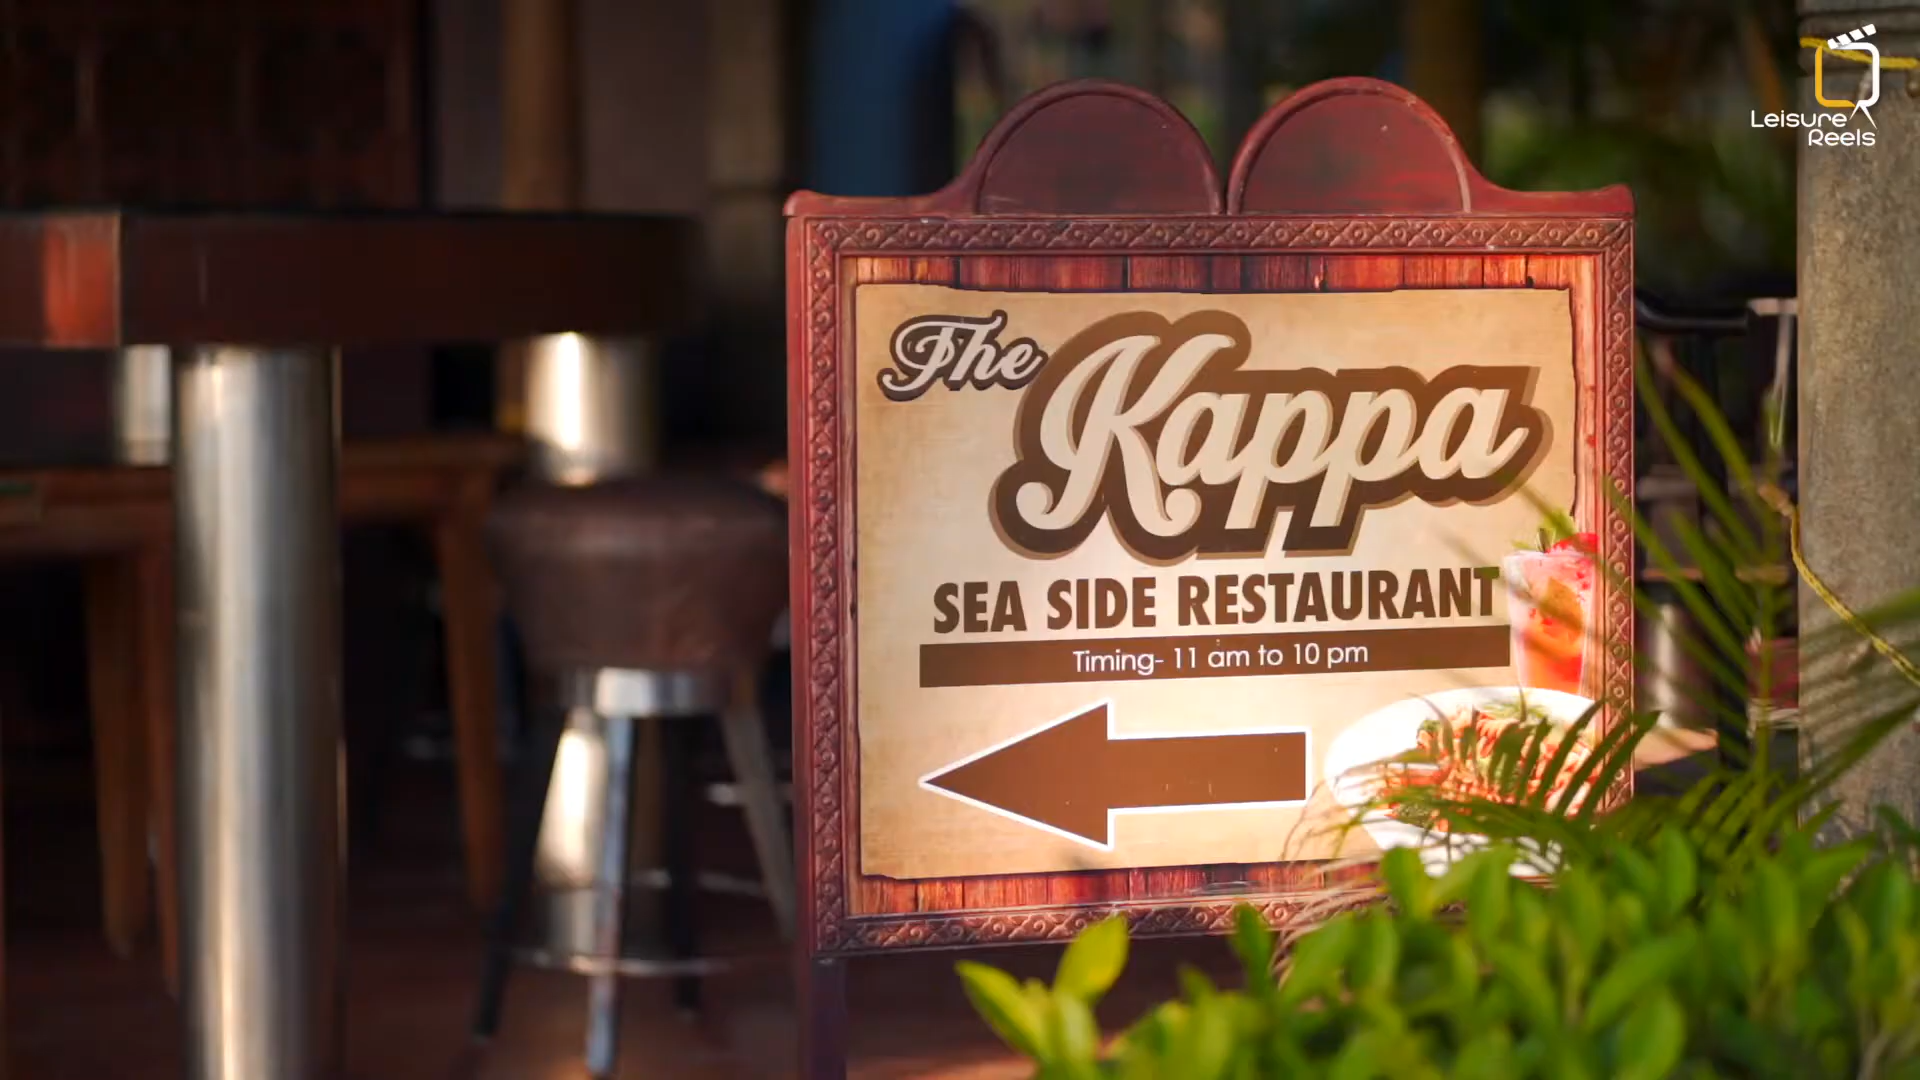 Leisure
Reels
The Kappa
SEA SIDE RESTAURANT
Timing- 11 am to 10 pm